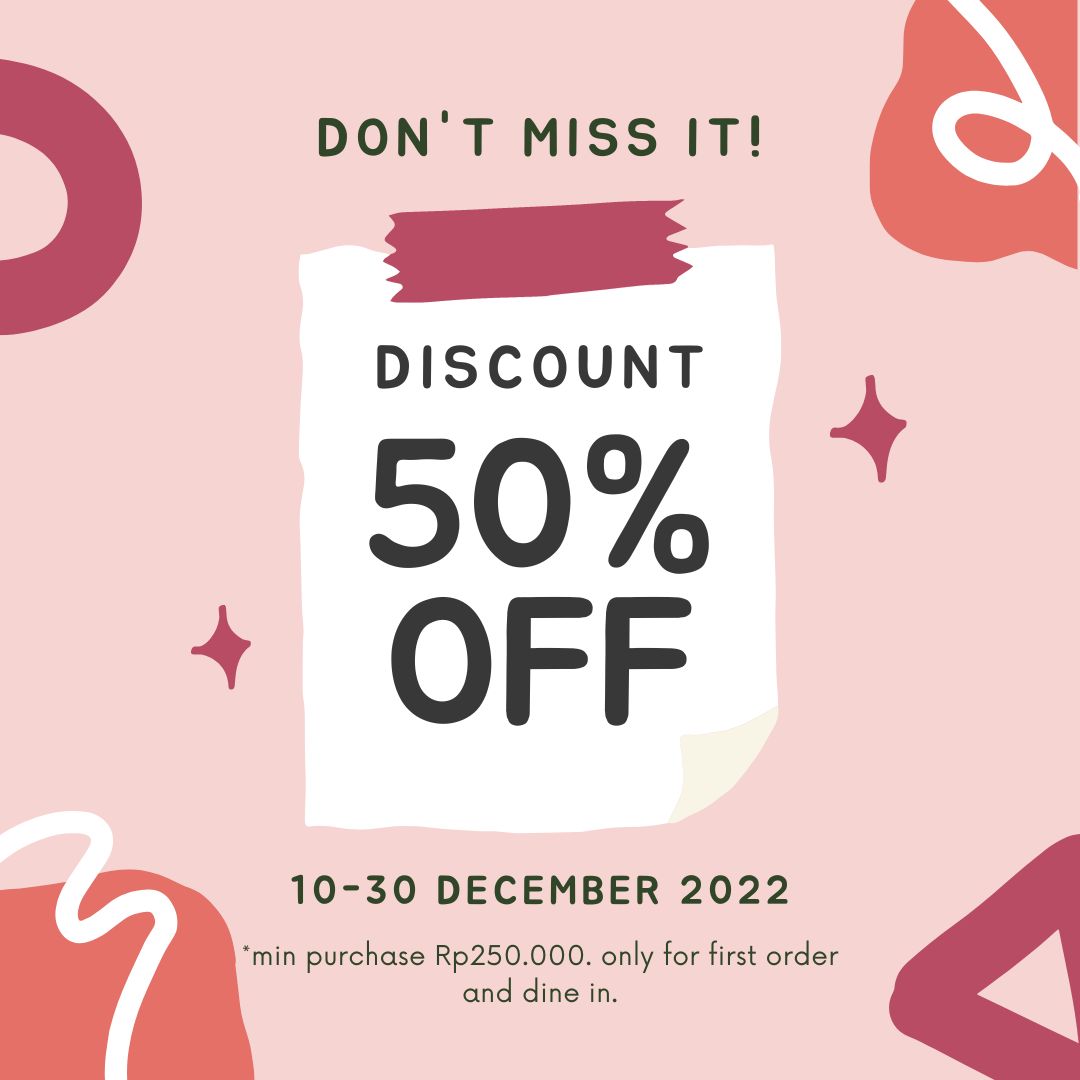 DON'T MISS IT!
DISCOUNT
50%
OFF
10-30 DECEMBER 2022
*min purchase Rp250.000. only for first order
and dine in.